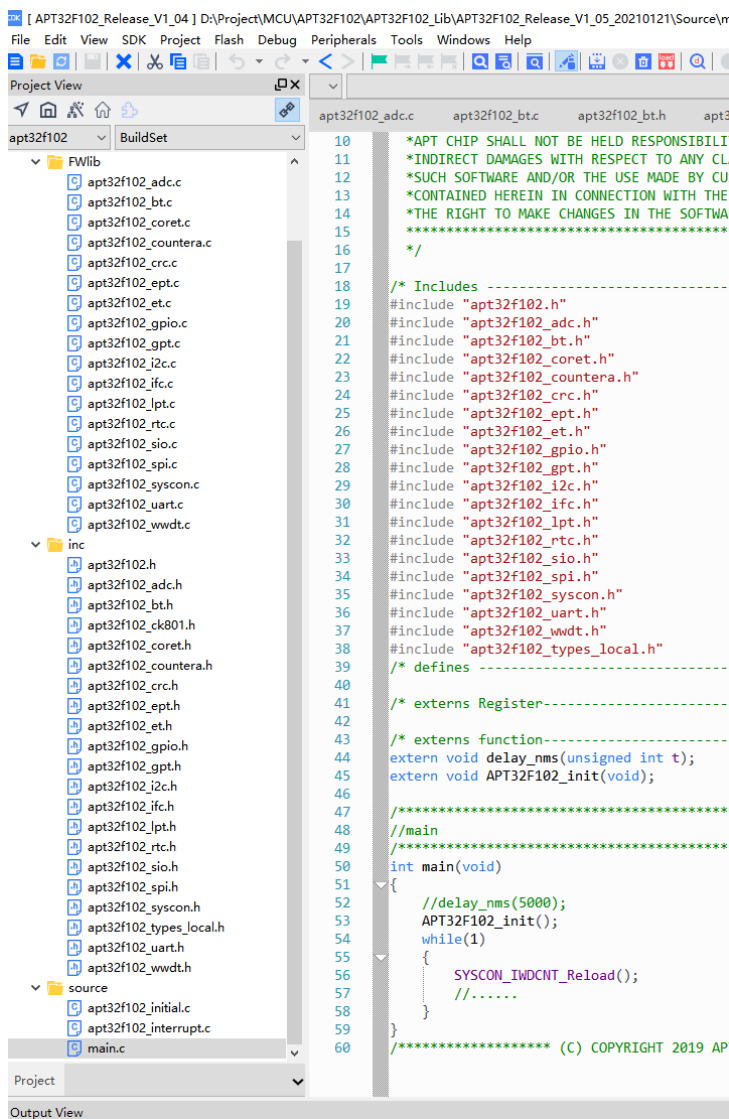 [ APT32F102_Release_V1_04 ] D:\Project\MCU\APT32F102\APT32F102_Lib\APT32F102_Release_V1_05_20210121\Source\m
File Edit View SDK Project Flash Debug Peripherals Tools Windows Help
Project View
apt32f102 BuildSet
FWlib
apt32f102_adc.c
apt32f102_bt.c
apt32f102_coret.c
apt32f102_countera.c
apt32f102_crc.c
apt32f102_ept.c
apt32f102_et.c
apt32f102_gpio.c
apt32f102_gpt.c
apt32f102_i2c.c
apt32f102_ifc.c
apt32f102_lpt.c
apt32f102_rtc.c
apt32f102_sio.c
apt32f102_spi.c
apt32f102_syscon.c
apt32f102_uart.c
apt32f102_wwdt.c
inc
apt32f102.h
apt32f102_adc.h
apt32f102_bt.h
apt32f102_ck801.h
apt32f102_coret.h
apt32f102_countera.h
apt32f102_crc.h
apt32f102_ept.h
apt32f102_et.h
apt32f102_gpio.h
apt32f102_gpt.h
apt32f102_i2c.h
apt32f102_ifc.h
apt32f102_lpt.h
apt32f102_rtc.h
apt32f102_sio.h
apt32f102_spi.h
apt32f102_syscon.h
apt32f102_types_local.h
apt32f102_uart.h
apt32f102_wwdt.h
source
apt32f102_initial.c
apt32f102_interrupt.c
main.c
Project
Output View
apt32f102_adc.c apt32f102_bt.c apt32f102_bt.h apt3
10 *APT CHIP SHALL NOT BE HELD RESPONSIBILI
11 *INDIRECT DAMAGES WITH RESPECT TO ANY CL
12 *SUCH SOFTWARE AND/OR THE USE MADE BY CU
13 *CONTAINED HEREIN IN CONNECTION WITH THE
14 *THE RIGHT TO MAKE CHANGES IN THE SOFTWA
15 ******************************************
16 */
17
18 /* Includes ------------------------------
19 #include "apt32f102.h"
20 #include "apt32f102_adc.h"
21 #include "apt32f102_bt.h"
22 #include "apt32f102_coret.h"
23 #include "apt32f102_countera.h"
24 #include "apt32f102_crc.h"
25 #include "apt32f102_ept.h"
26 #include "apt32f102_et.h"
27 #include "apt32f102_gpio.h"
28 #include "apt32f102_gpt.h"
29 #include "apt32f102_i2c.h"
30 #include "apt32f102_ifc.h"
31 #include "apt32f102_lpt.h"
32 #include "apt32f102_rtc.h"
33 #include "apt32f102_sio.h"
34 #include "apt32f102_spi.h"
35 #include "apt32f102_syscon.h"
36 #include "apt32f102_uart.h"
37 #include "apt32f102_wwdt.h"
38 #include "apt32f102_types_local.h"
39 /* defines -------------------------------
40
41 /* externs Register-----------------------
42
43 /* externs function-----------------------
44 extern void delay_nms(unsigned int t);
45 extern void APT32F102_init(void);
46
47 /*****************************************
48 //main
49 /*****************************************
50 int main(void)
51 {
52 //delay_nms(5000);
53 APT32F102_init();
54 while(1)
55 {
56 SYSCON_IWDCNT_Reload();
57 //......
58 }
59 }
60 /******************* (C) COPYRIGHT 2019 AP